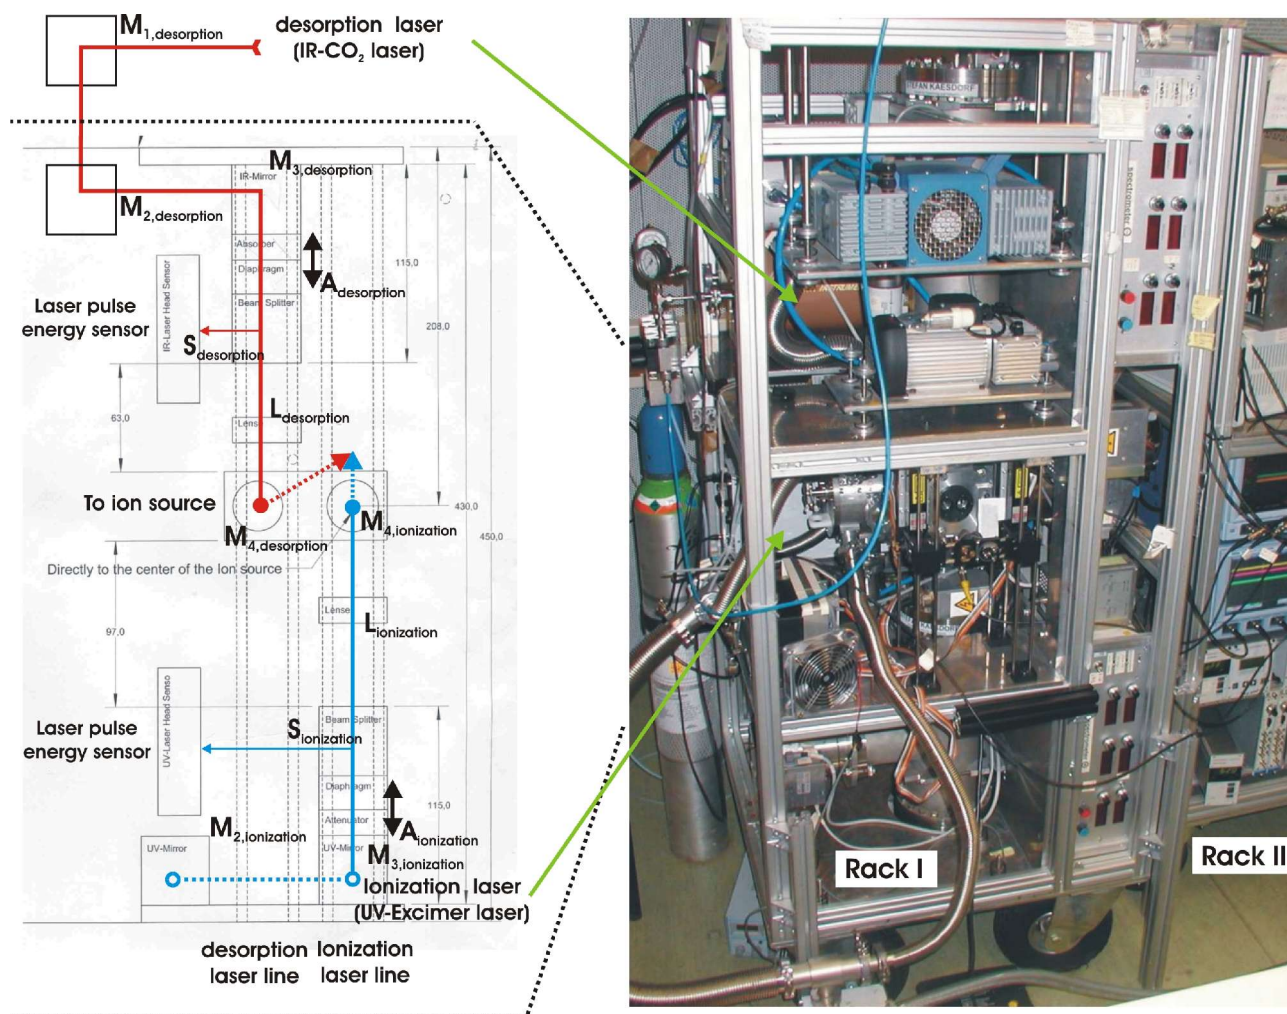 M1,desorption
desorption laser
(IR-CO2 laser)
M3,desorption
IR-Mirror
M2,desorption
Absorber
Diaphragm
Adesorption
Beam Splitter
115,0
208,0
Laser pulse
energy sensor
IR-Laser Head Sensor
Sdesorption
63,0
Ldesorption
Lense
To ion source
M4,desorption
M4,ionization
430,0
450,0
Directly to the center of the Ion source
Lense
Lionization
97,0
UV-Laser Head Senso
Laser pulse
energy sensor
Beam Splitter
Sionization
Diaphragm
115,0
Attenuator
Aionization
M2,ionization
UV-Mirror
UV-Mirror
M3,ionization
Ionization laser
(UV-Excimer laser)
desorption
laser line
Ionization
laser line
KAESDORF
spectrometer
KAESDORF
Rack I
Rack II